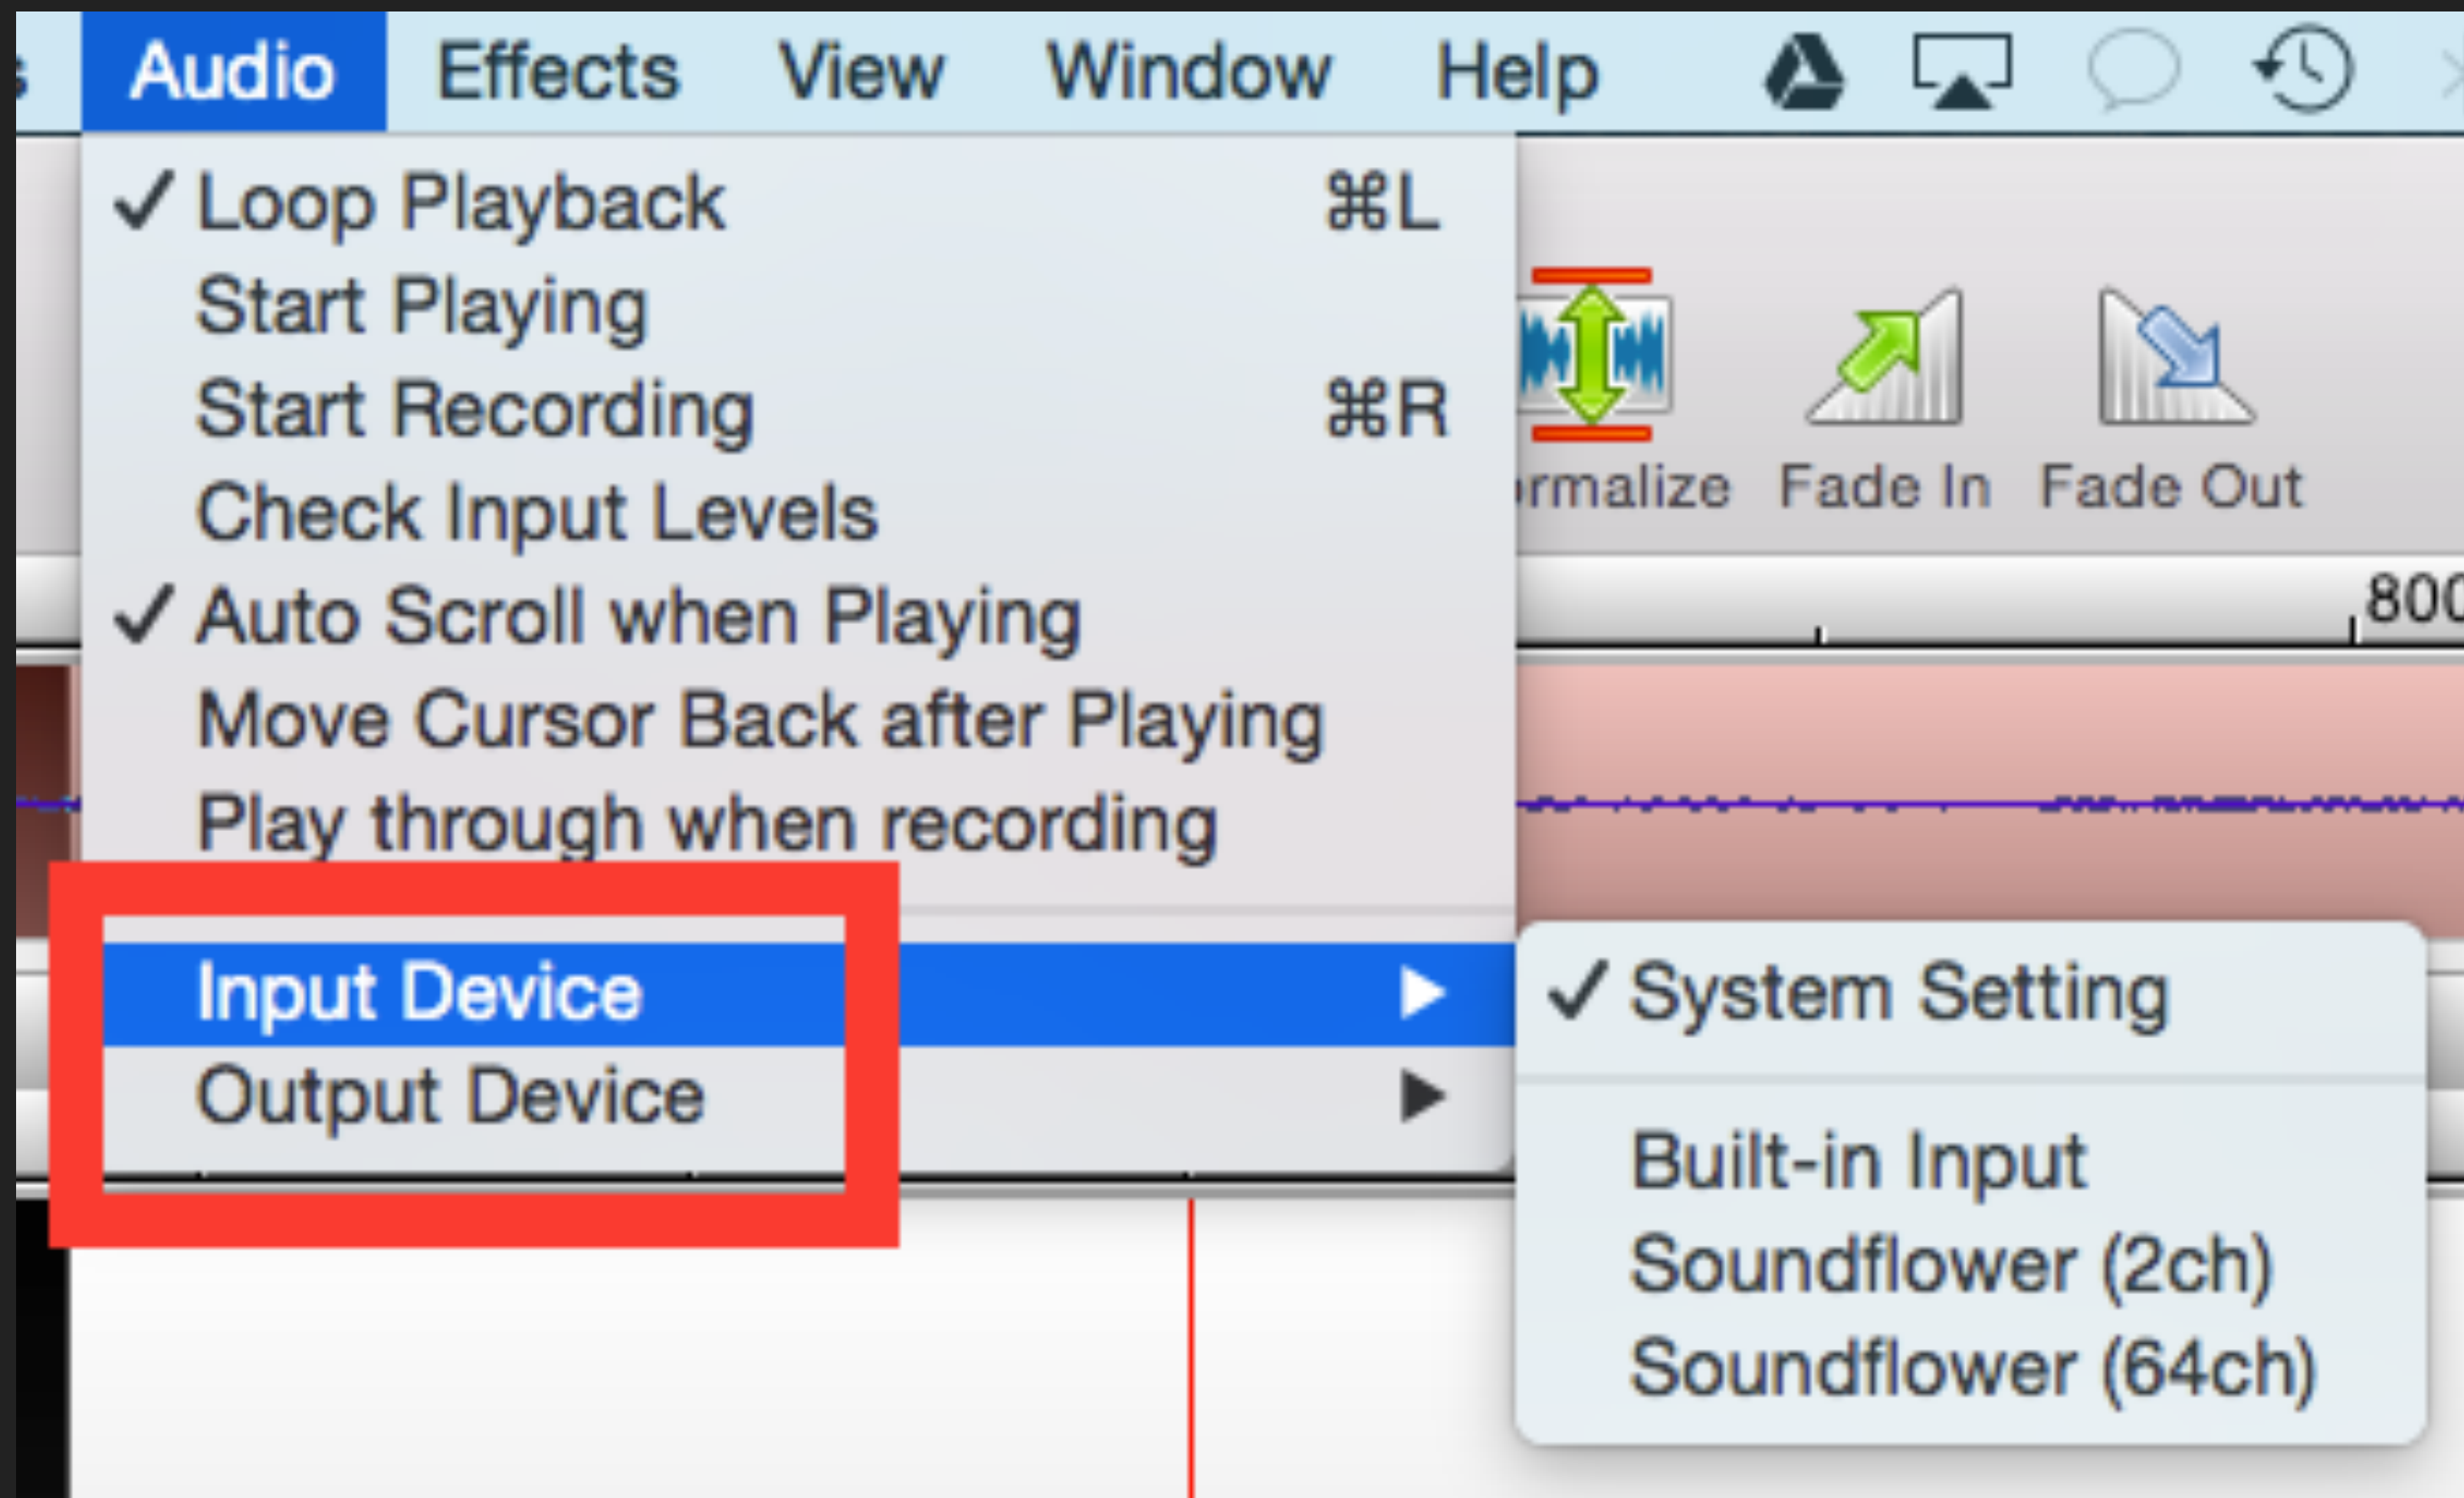 Audio Effects View Window Help
✓ Loop Playback ⌘L
Start Playing
Start Recording ⌘R
Check Input Levels
✓ Auto Scroll when Playing
Move Cursor Back after Playing
Play through when recording
Input Device ▶
Output Device ▶
✓ System Setting
Built-in Input
Soundflower (2ch)
Soundflower (64ch)
Fade In Fade Out